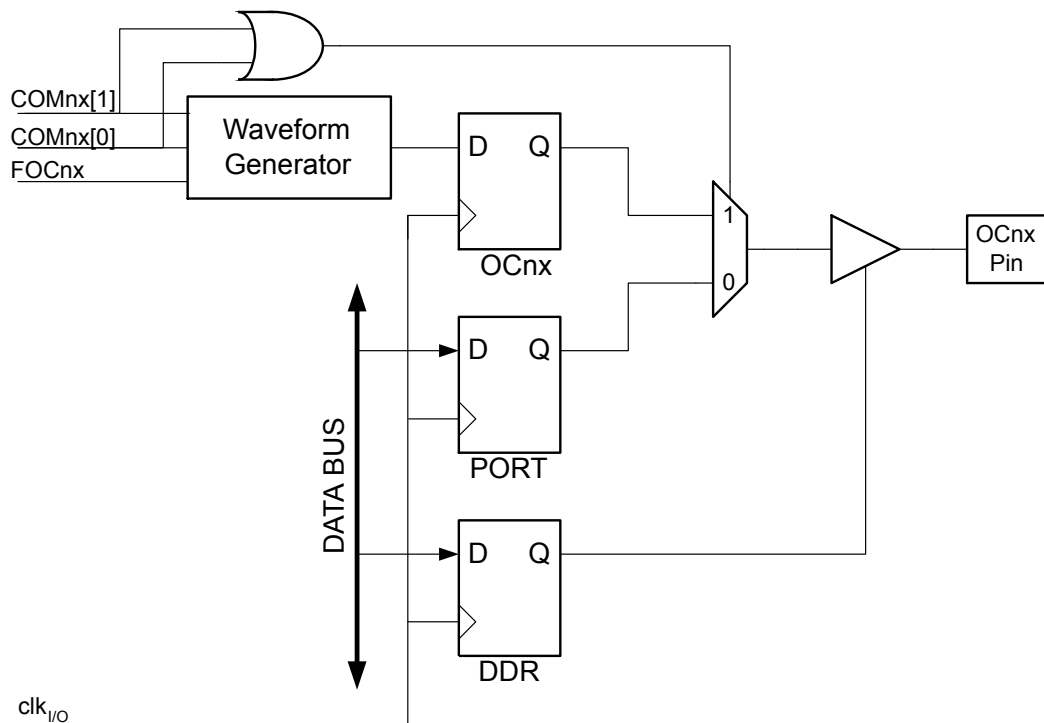 COMnx[1]
COMnx[0]
FOCnx
Waveform
Generator
D
Q
OCnx
1
0
OCnx
Pin
D
Q
PORT
DATA BUS
D
Q
DDR
clkI/O